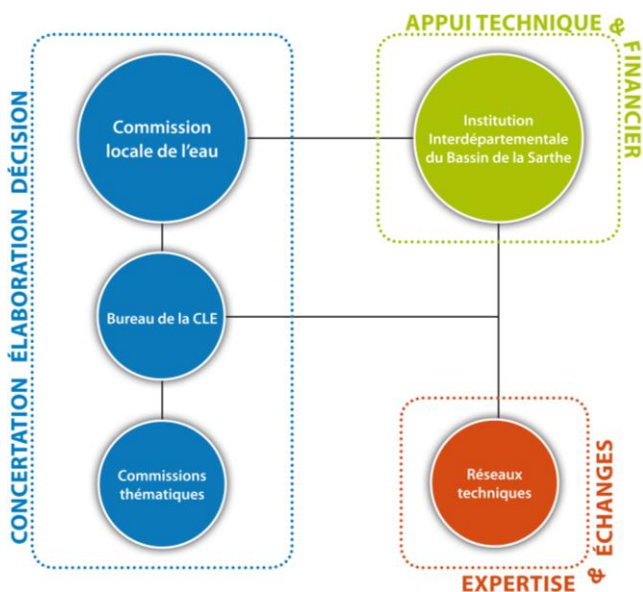 APPUI TECHNIQUE & FINANCIER
CONCERTATION ÉLABORATION DÉCISION
Commission
locale de l'eau
Institution
Interdépartementale
du Bassin de la Sarthe
Bureau de la CLE
Commissions
thématiques
Réseaux
techniques
EXPERTISE & ÉCHANGES